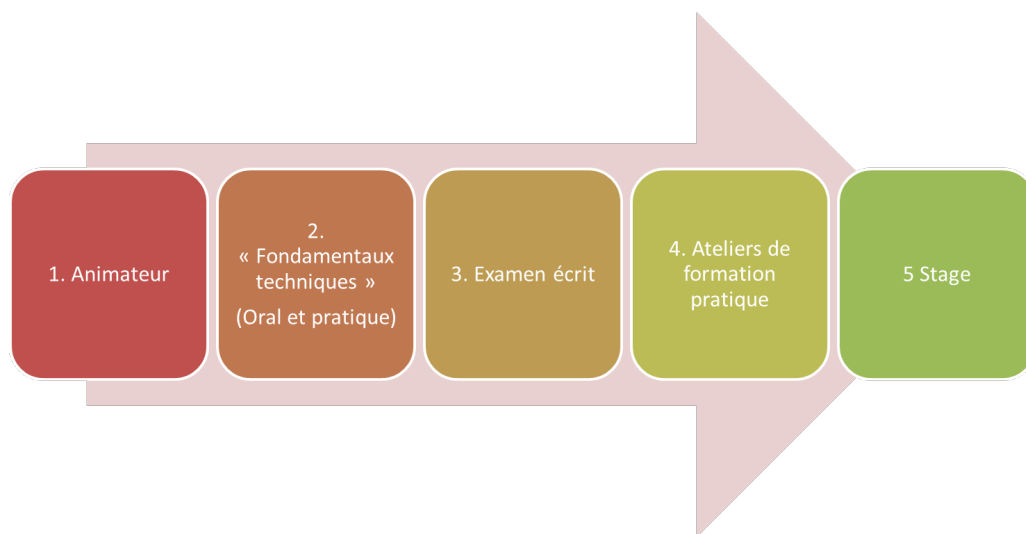 1. Animateur
2.
« Fondamentaux
techniques »
(Oral et pratique)
3. Examen écrit
4. Ateliers de
formation
pratique
5 Stage